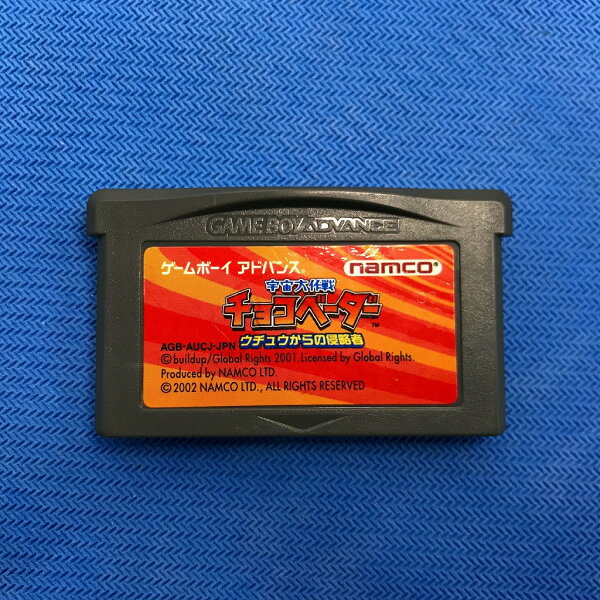 GAME BOY ADVANCE
ゲームボーイ アドバンス®
namco®
宇宙大作戦
チョコベーダー™
ウチュウからの侵略者
AGB-AUCJ-JPN
©buildup/Global Rights 2001.Licensed by Global Rights.
Produced by NAMCO LTD.
©2002 NAMCO LTD., ALL RIGHTS RESERVED